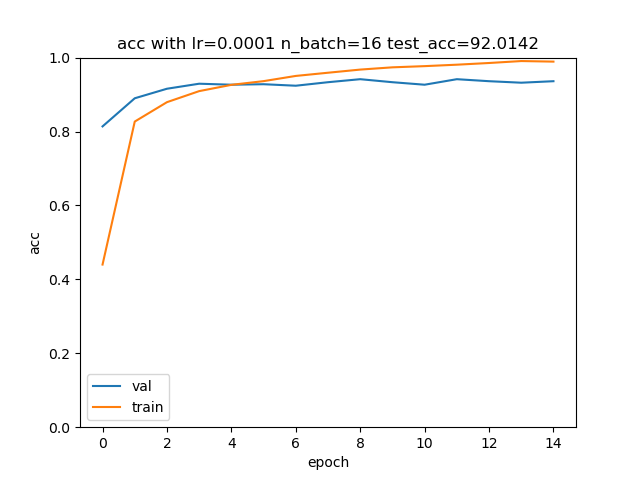 acc with lr=0.0001 n_batch=16 test_acc=92.0142
1.0
0.8
0.6
0.4
0.2
0.0
acc
val
train
0 2 4 6 8 10 12 14
epoch